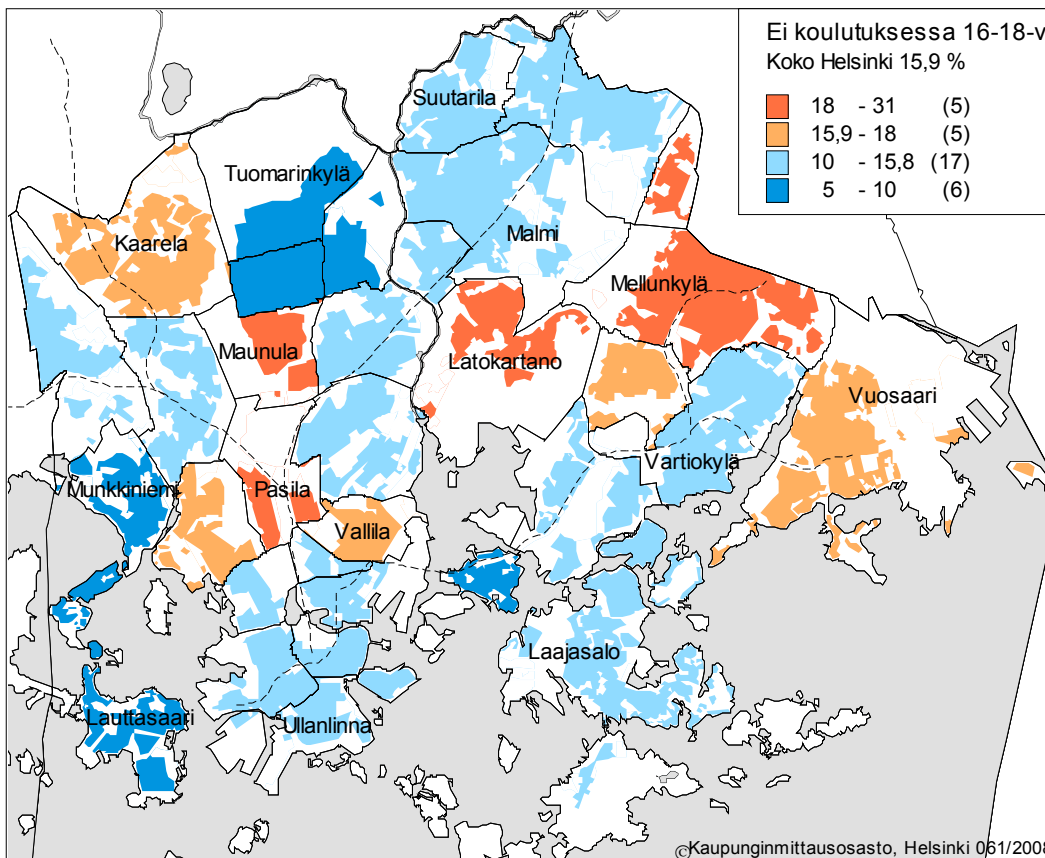 Ei koulutuksessa 16-18-v
Koko Helsinki 15,9 %
18 - 31 (5)
15,9 - 18 (5)
10 - 15,8 (17)
5 - 10 (6)
Suutarila
Tuomarinkylä
Kaarela
Malmi
Mellunkylä
Maunula
Latokartano
Vuosaari
Vartiokylä
Munkkiniemi
Pasila
Vallila
Laajasalo
Lauttasaari
Ullanlinna
©Kaupunginmittausosasto, Helsinki 061/2008